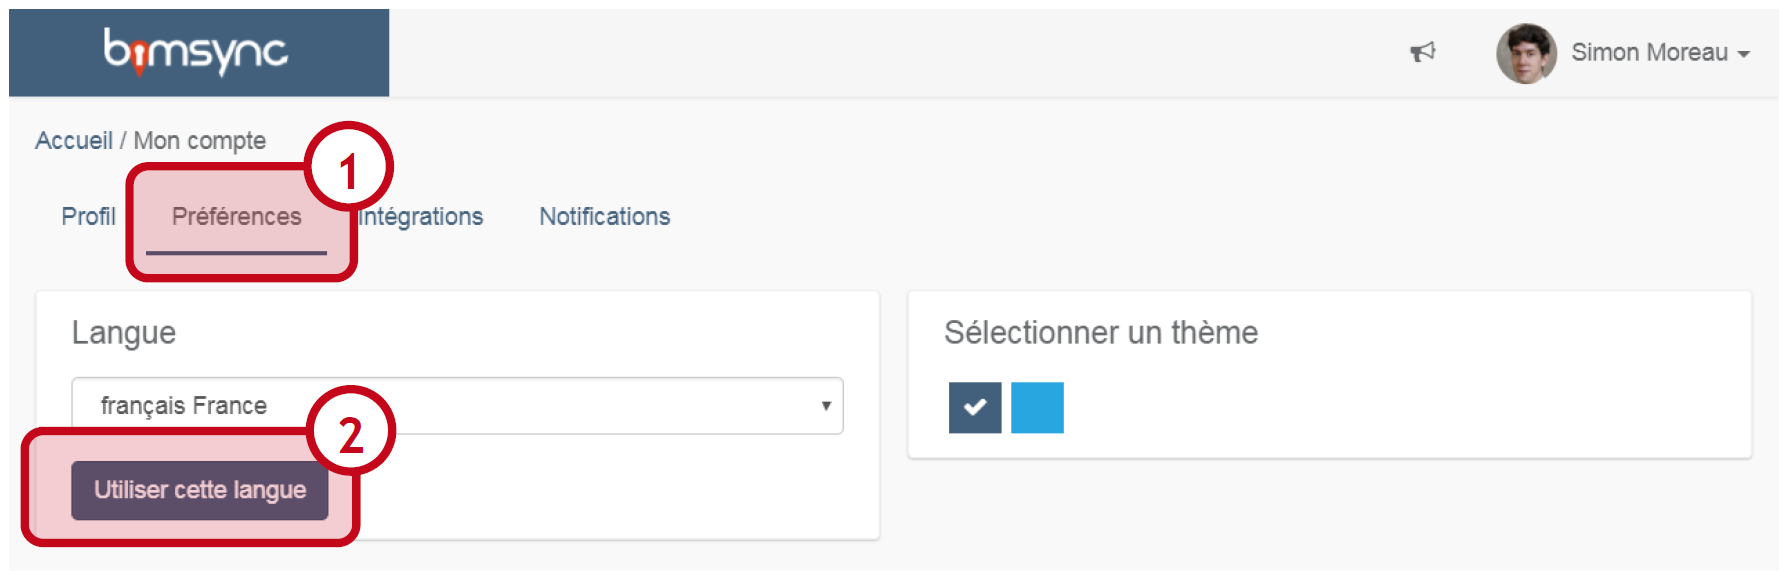 bimsync
Simon Moreau
Accueil / Mon compte
1
Profil Préférences Intégrations Notifications
Langue
Sélectionner un thème
français France
2
Utiliser cette langue